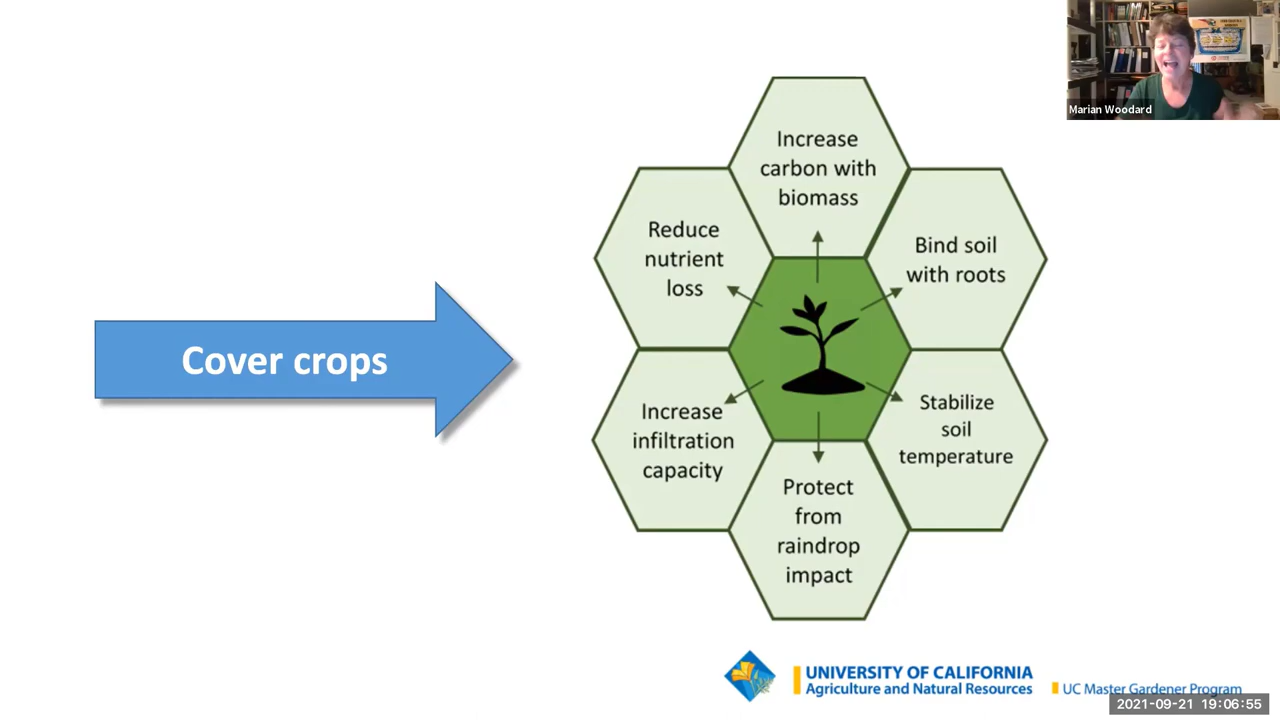 Marian Woodard
Cover crops
Increase
carbon with
biomass
Reduce
nutrient
loss
Bind soil
with roots
Increase
infiltration
capacity
Stabilize
soil
temperature
Protect
from
raindrop
impact
UNIVERSITY OF CALIFORNIA
Agriculture and Natural Resources
UC Master Gardener Program
2021-09-21 19:06:55